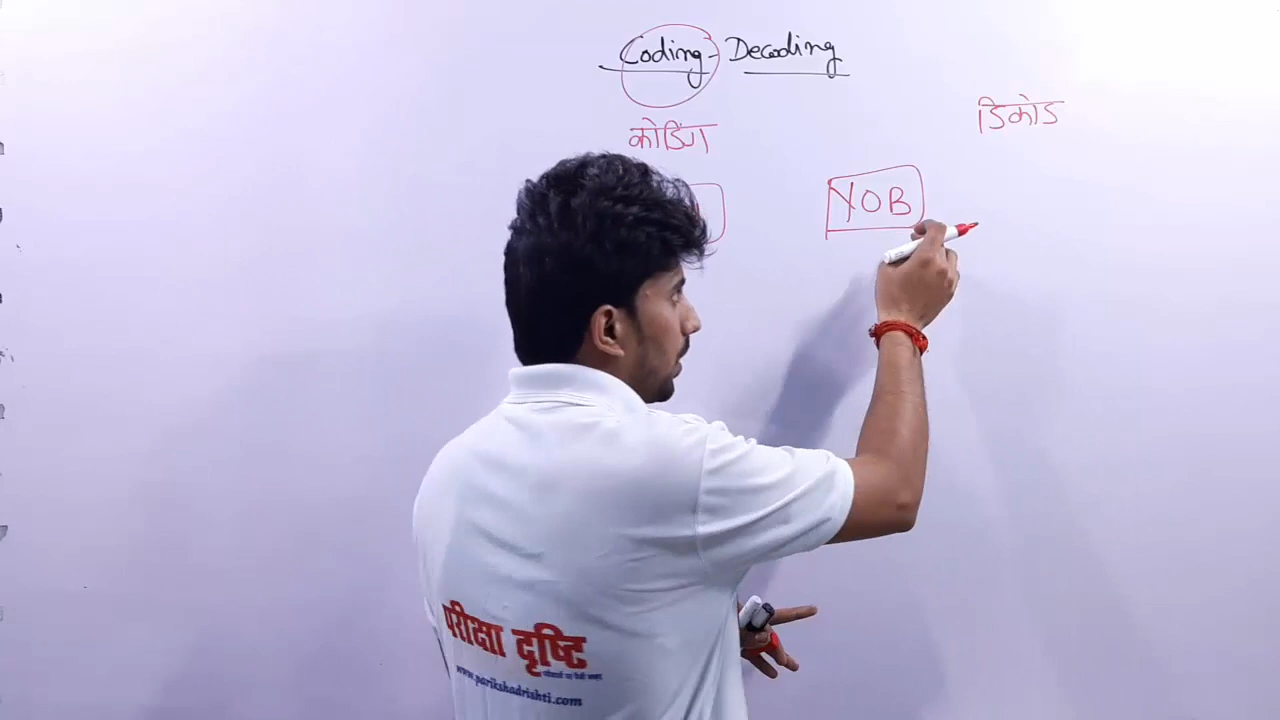 Coding - Decoding
डिकोड
कोडिंग
YOB
परीक्षा दृष्टि
www.parikshadrishti.com